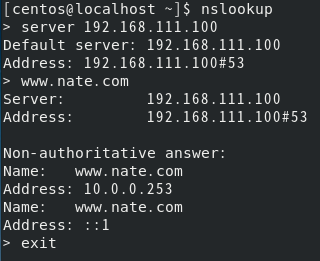 [centos@localhost ~]$ nslookup
> server 192.168.111.100
Default server: 192.168.111.100
Address: 192.168.111.100#53
> www.nate.com
Server:         192.168.111.100
Address:        192.168.111.100#53

Non-authoritative answer:
Name:   www.nate.com
Address: 10.0.0.253
Name:   www.nate.com
Address: ::1
> exit